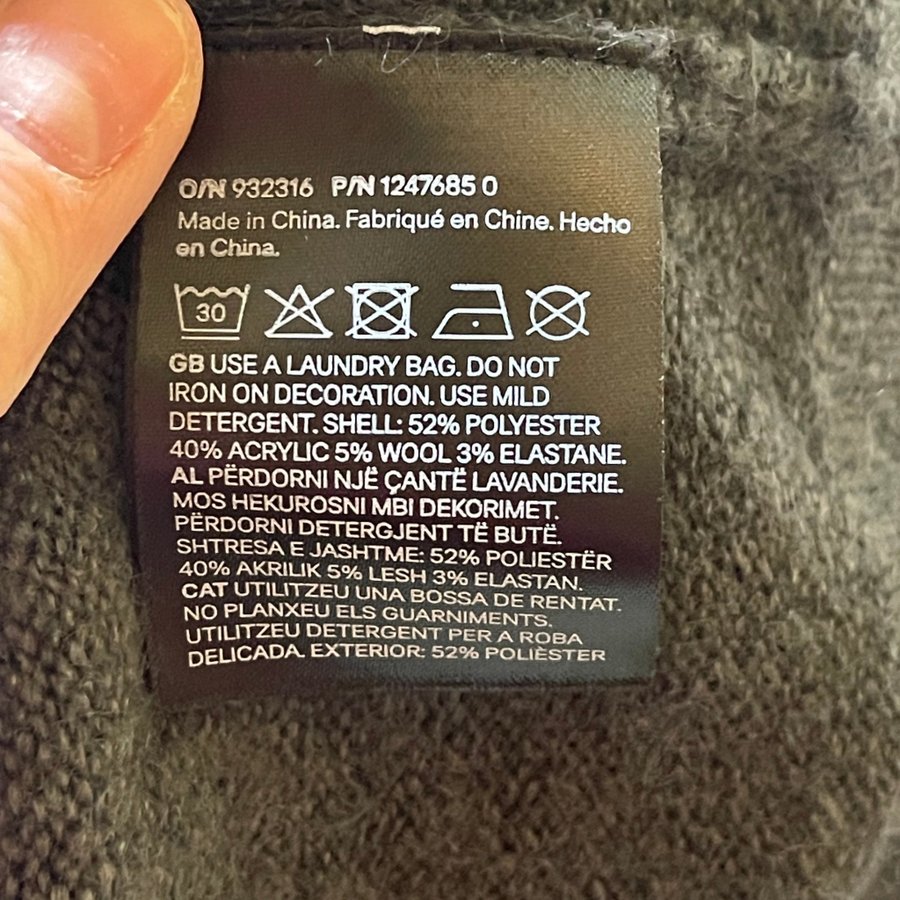 O/N 932316 P/N 1247685 0
Made in China. Fabriqué en Chine. Hecho
en China.
30
GB USE A LAUNDRY BAG. DO NOT
IRON ON DECORATION. USE MILD
DETERGENT. SHELL: 52% POLYESTER
40% ACRYLIC 5% WOOL 3% ELASTANE.
AL PËRDORNI NJË ÇANTË LAVANDERIE.
MOS HEKUROSNI MBI DEKORIMET.
PËRDORNI DETERGJENT TË BUTË.
SHTRESA E JASHTME: 52% POLIESTËR
40% AKRILIK 5% LESH 3% ELASTAN.
CAT UTILITZEU UNA BOSSA DE RENTAT.
NO PLANXEU ELS GUARNIMENTS.
UTILITZEU DETERGENT PER A ROBA
DELICADA. EXTERIOR: 52% POLIÈSTER